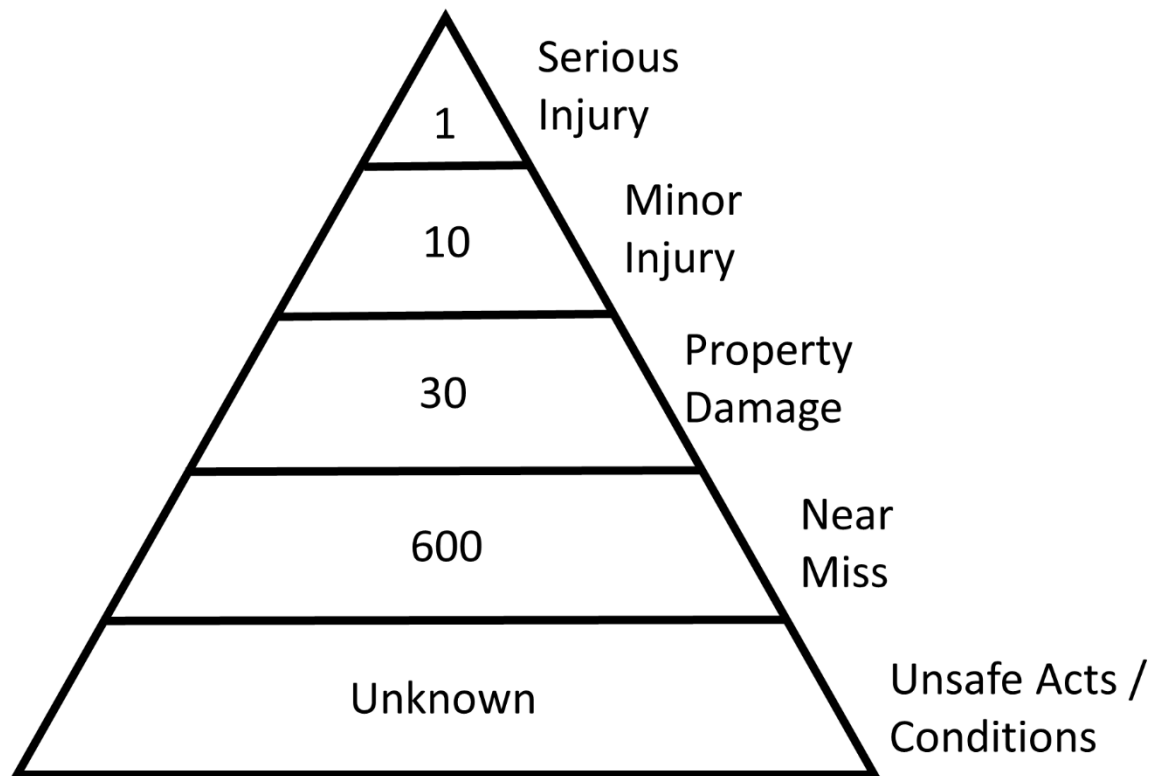 Serious
Injury
1
Minor
Injury
10
Property
Damage
30
Near
Miss
600
Unsafe Acts /
Conditions
Unknown